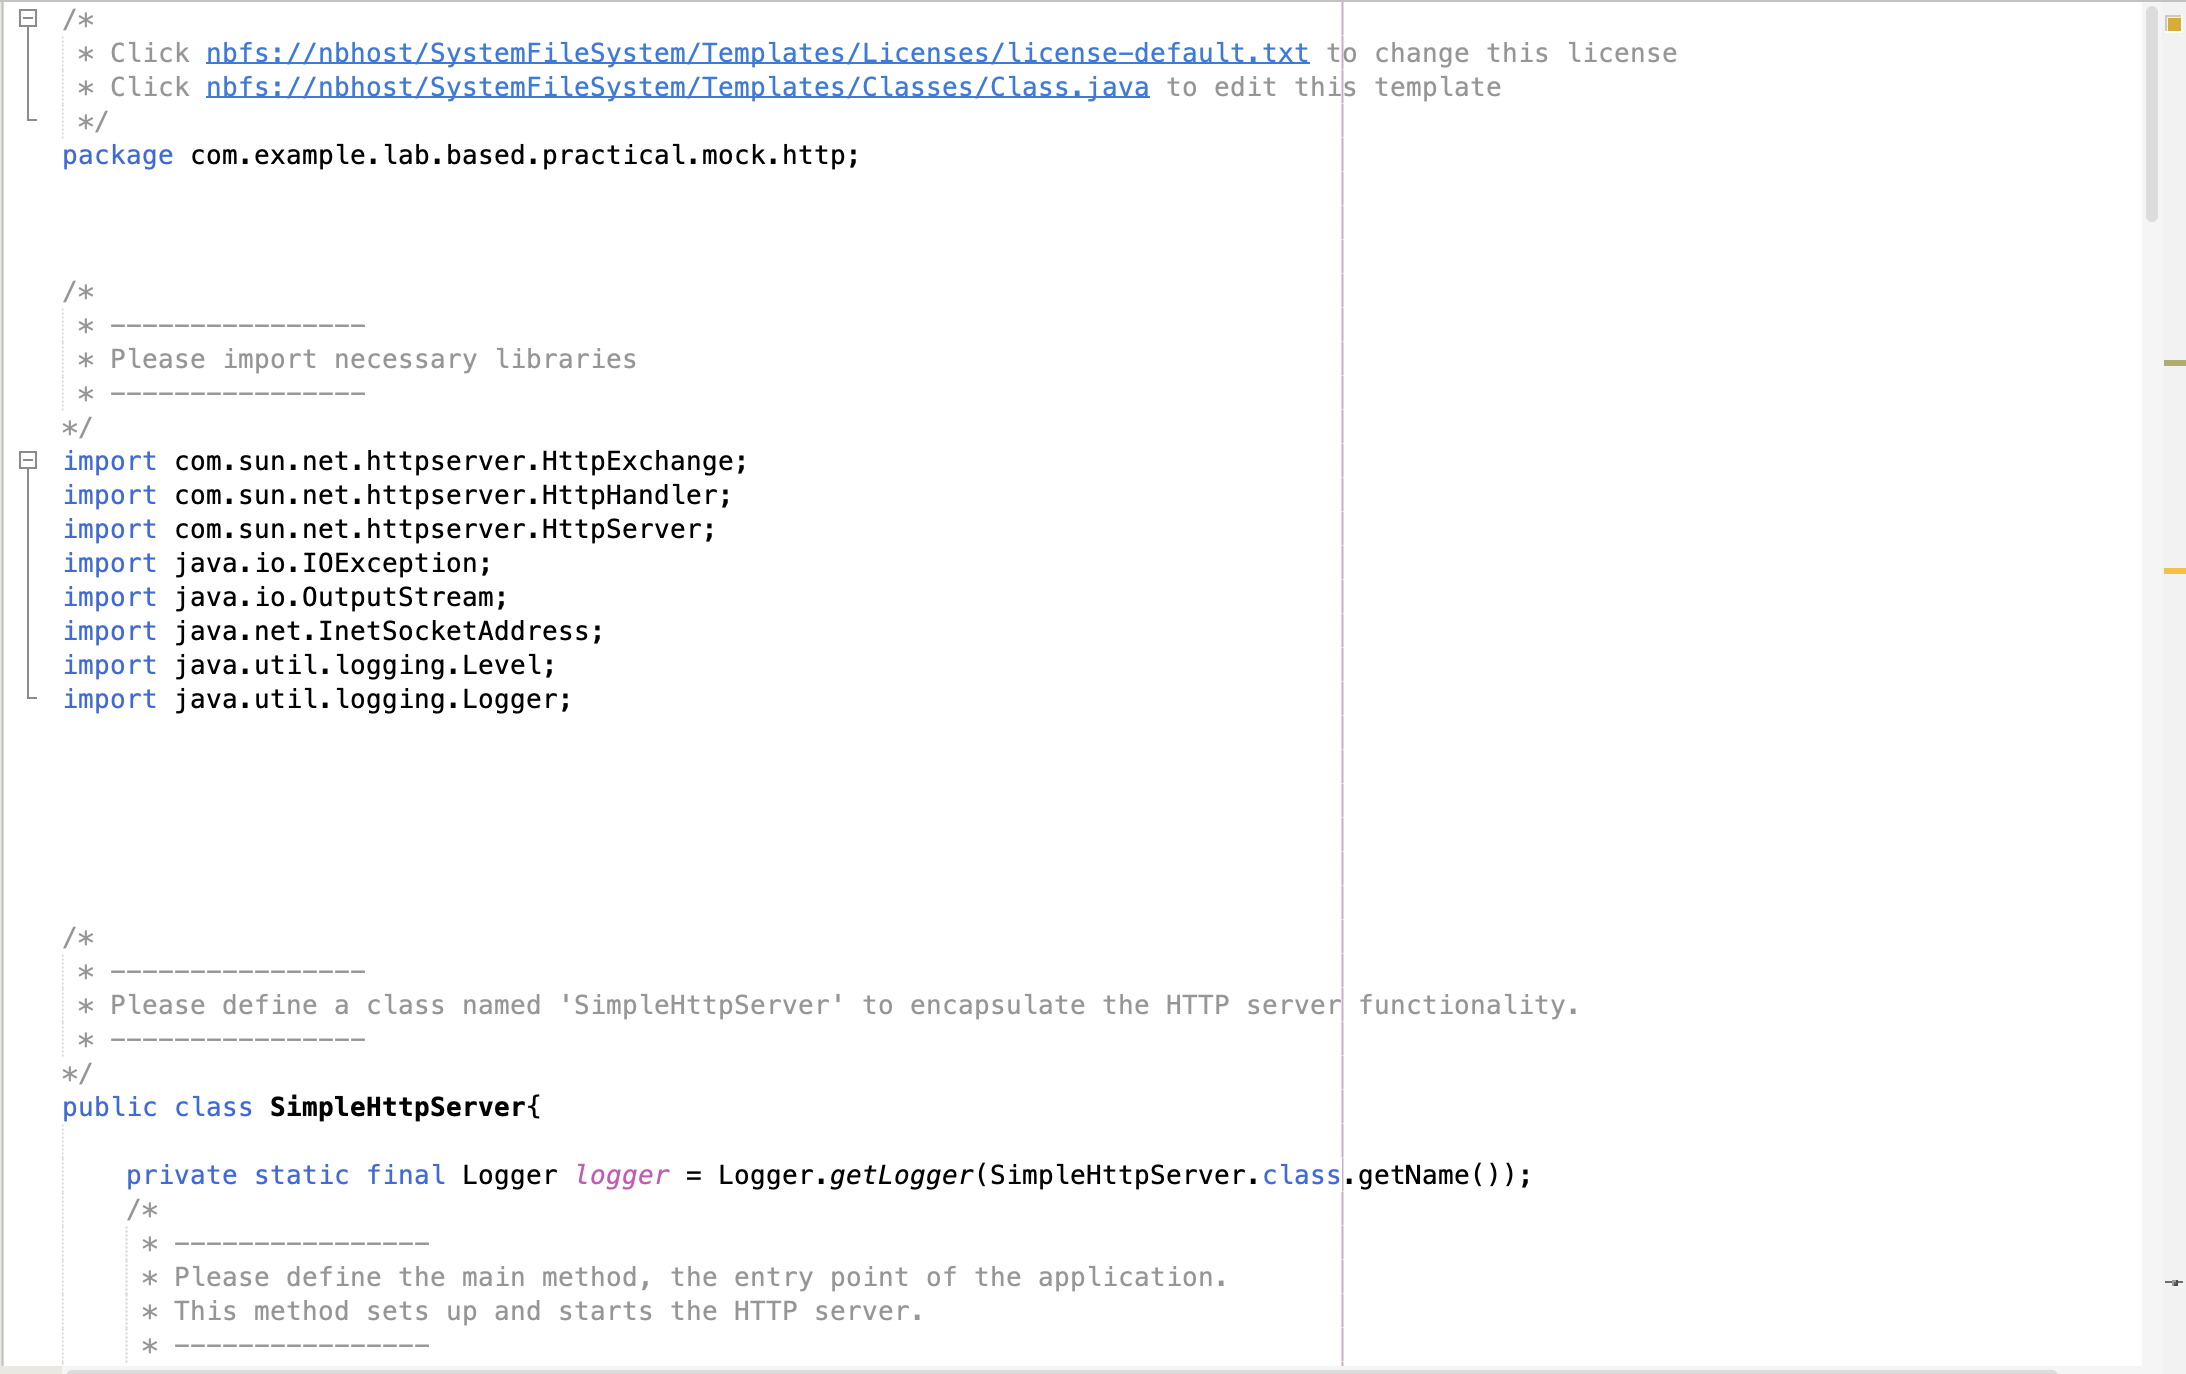 /*
 * Click nbfs://nbhost/SystemFileSystem/Templates/Licenses/license-default.txt to change this license
 * Click nbfs://nbhost/SystemFileSystem/Templates/Classes/Class.java to edit this template
 */
package com.example.lab.based.practical.mock.http;
/*
 * ----------------
 * Please import necessary libraries
 * ----------------
*/
import com.sun.net.httpserver.HttpExchange;
import com.sun.net.httpserver.HttpHandler;
import com.sun.net.httpserver.HttpServer;
import java.io.IOException;
import java.io.OutputStream;
import java.net.InetSocketAddress;
import java.util.logging.Level;
import java.util.logging.Logger;
/*
 * ----------------
 * Please define a class named 'SimpleHttpServer' to encapsulate the HTTP server functionality.
 * ----------------
*/
public class SimpleHttpServer{
    private static final Logger logger = Logger.getLogger(SimpleHttpServer.class.getName());
    /*
     * ----------------
     * Please define the main method, the entry point of the application.
     * This method sets up and starts the HTTP server.
     * ----------------